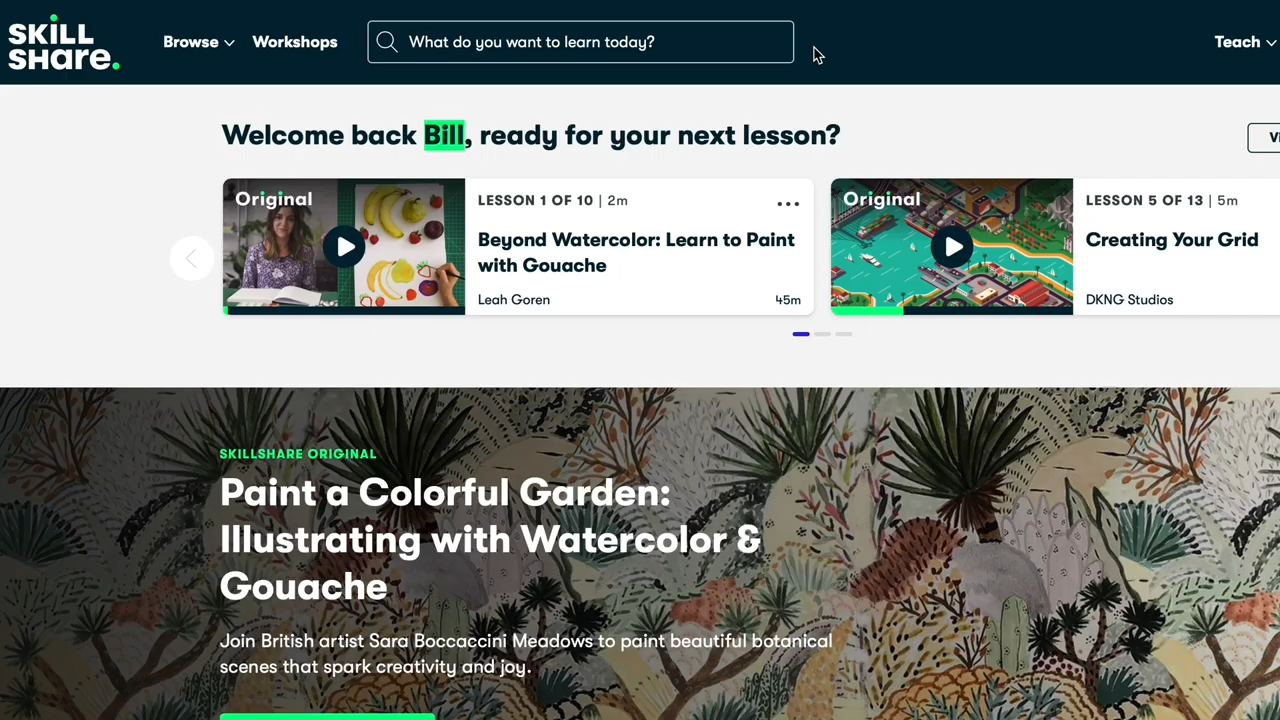 SKILL
SHare.
Browse
Workshops
What do you want to learn today?
Teach
Welcome back Bill, ready for your next lesson?
Original
LESSON 1 OF 10 | 2m
Beyond Watercolor: Learn to Paint
with Gouache
Leah Goren
45m
Original
LESSON 5 OF 13 | 5m
Creating Your Grid
DKNG Studios
SKILLSHARE ORIGINAL
Paint a Colorful Garden:
Illustrating with Watercolor &
Gouache
Join British artist Sara Boccaccini Meadows to paint beautiful botanical
scenes that spark creativity and joy.